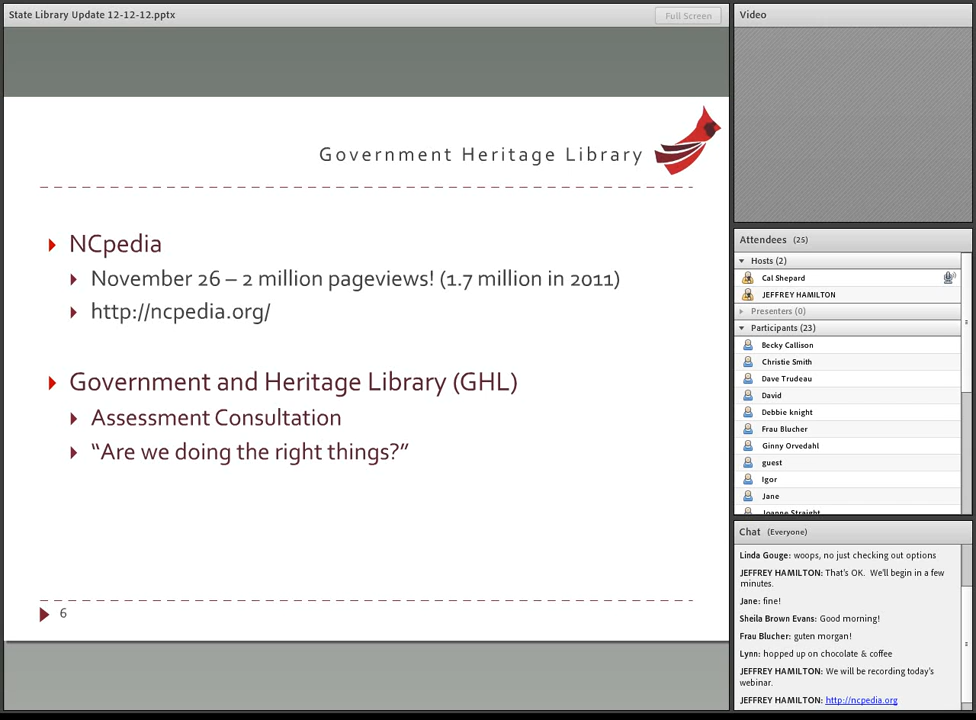 State Library Update 12-12-12.pptx
Full Screen
Government Heritage Library
NCpedia
November 26 – 2 million pageviews! (1.7 million in 2011)
http://ncpedia.org/
Government and Heritage Library (GHL)
Assessment Consultation
“Are we doing the right things?”
6
Video
Attendees (25)
Hosts (2)
Cal Shepard
JEFFREY HAMILTON
Presenters (0)
Participants (23)
Becky Callison
Christie Smith
Dave Trudeau
David
Debbie knight
Frau Blucher
Ginny Orvedahl
guest
Igor
Jane
Joanne Straight
Chat (Everyone)
Linda Gouge: woops, no just checking out options
JEFFREY HAMILTON: That's OK. We'll begin in a few
minutes.
Jane: fine!
Sheila Brown Evans: Good morning!
Frau Blucher: guten morgan!
Lynn: hopped up on chocolate & coffee
JEFFREY HAMILTON: We will be recording today's
webinar.
JEFFREY HAMILTON: http://ncpedia.org